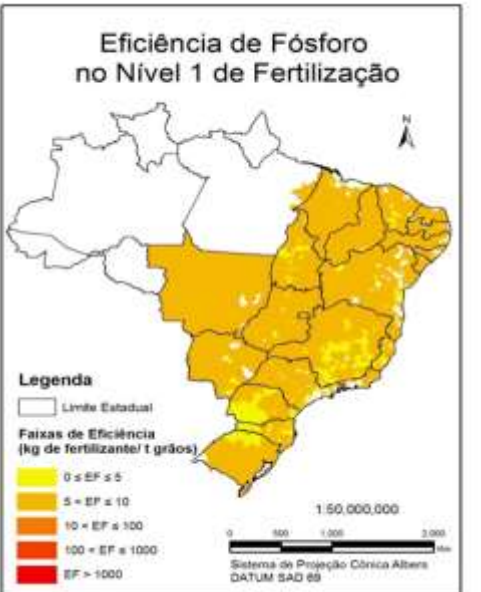 Eficiência de Fósforo
no Nível 1 de Fertilização
N
Legenda
Limite Estadual
Faixas de Eficiência
(kg de fertilizante/ t grãos)
0 ≤ EF ≤ 5
5 < EF ≤ 10
10 < EF ≤ 100
100 < EF ≤ 1000
EF > 1000
1:50,000,000
0 500 1.000 2.000
Sistema de Projeção Cônica Albers
DATUM SAD 69